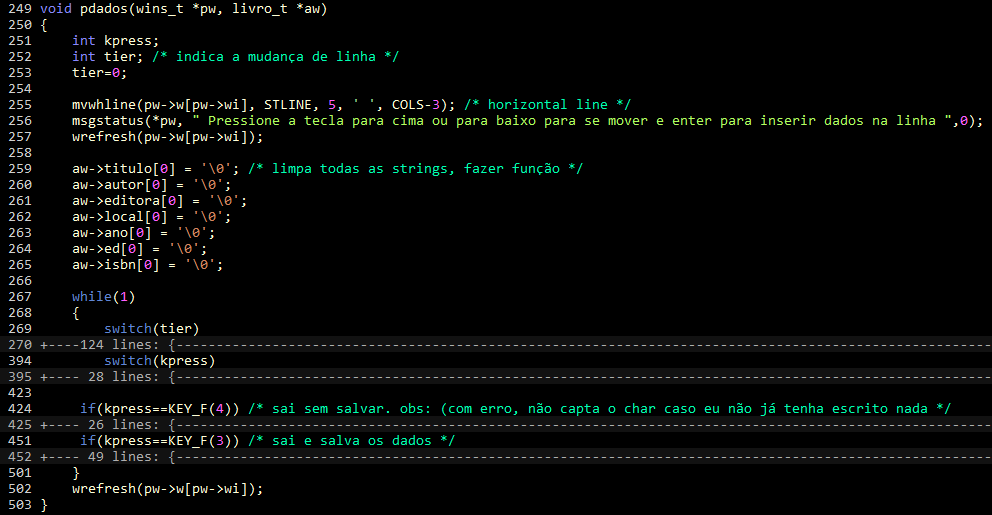 249 void pdados(wins_t *pw, livro_t *aw)
250 {
251     int kpress;
252     int tier; /* indica a mudança de linha */
253     tier=0;
254
255     mvwhline(pw->w[pw->wi], STLINE, 5, ' ', COLS-3); /* horizontal line */
256     msgstatus(*pw, " Pressione a tecla para cima ou para baixo para se mover e enter para inserir dados na linha ",0);
257     wrefresh(pw->w[pw->wi]);
258
259     aw->titulo[0] = '\0'; /* limpa todas as strings, fazer função */
260     aw->autor[0] = '\0';
261     aw->editora[0] = '\0';
262     aw->local[0] = '\0';
263     aw->ano[0] = '\0';
264     aw->ed[0] = '\0';
265     aw->isbn[0] = '\0';
266
267     while(1)
268     {
269         switch(tier)
270 +----124 lines: {------------------------------------------------------------------------------------------------------
394         switch(kpress)
395 +---- 28 lines: {------------------------------------------------------------------------------------------------------
423
424      if(kpress==KEY_F(4)) /* sai sem salvar. obs: (com erro, não capta o char caso eu não já tenha escrito nada */
425 +---- 26 lines: {------------------------------------------------------------------------------------------------------
451      if(kpress==KEY_F(3)) /* sai e salva os dados */
452 +---- 49 lines: {------------------------------------------------------------------------------------------------------
501     }
502     wrefresh(pw->w[pw->wi]);
503 }